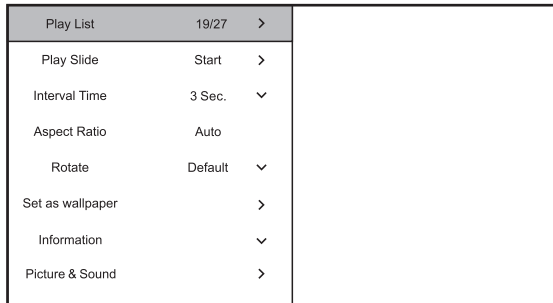 Play List 19/27
Play Slide Start
Interval Time 3 Sec.
Aspect Ratio Auto
Rotate Default
Set as wallpaper
Information
Picture & Sound